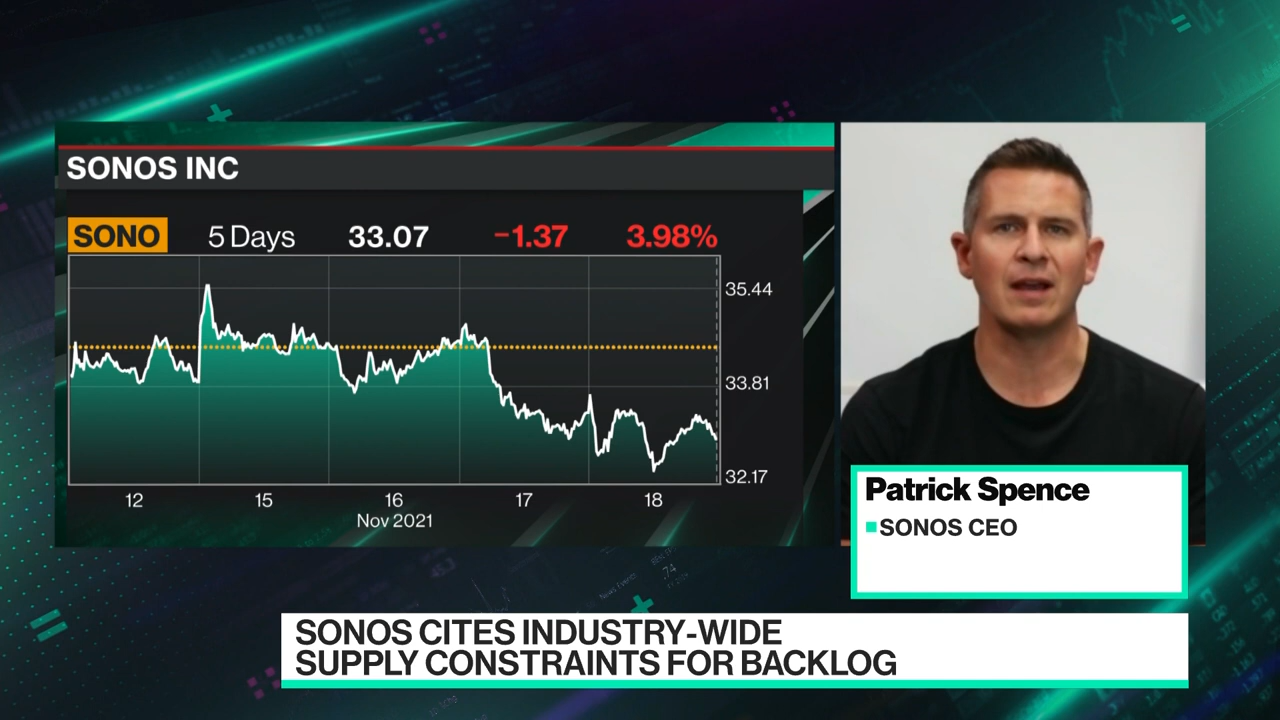 SONOS INC
SONO 5 Days 33.07 −1.37 3.98%
35.44
33.81
32.17
12 15 16 17 18
Nov 2021
Patrick Spence
SONOS CEO
SONOS CITES INDUSTRY-WIDE
SUPPLY CONSTRAINTS FOR BACKLOG